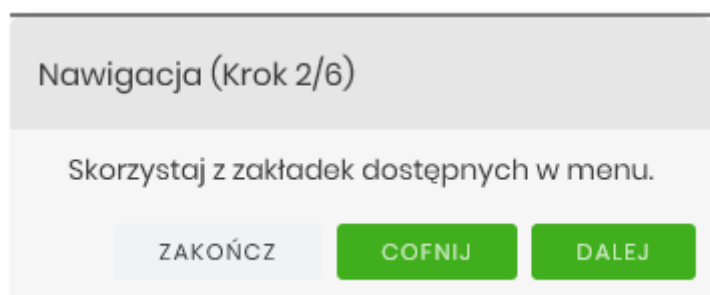 Nawigacja (Krok 2/6)
Skorzystaj z zakładek dostępnych w menu.
ZAKOŃCZ COFNIJ DALEJ